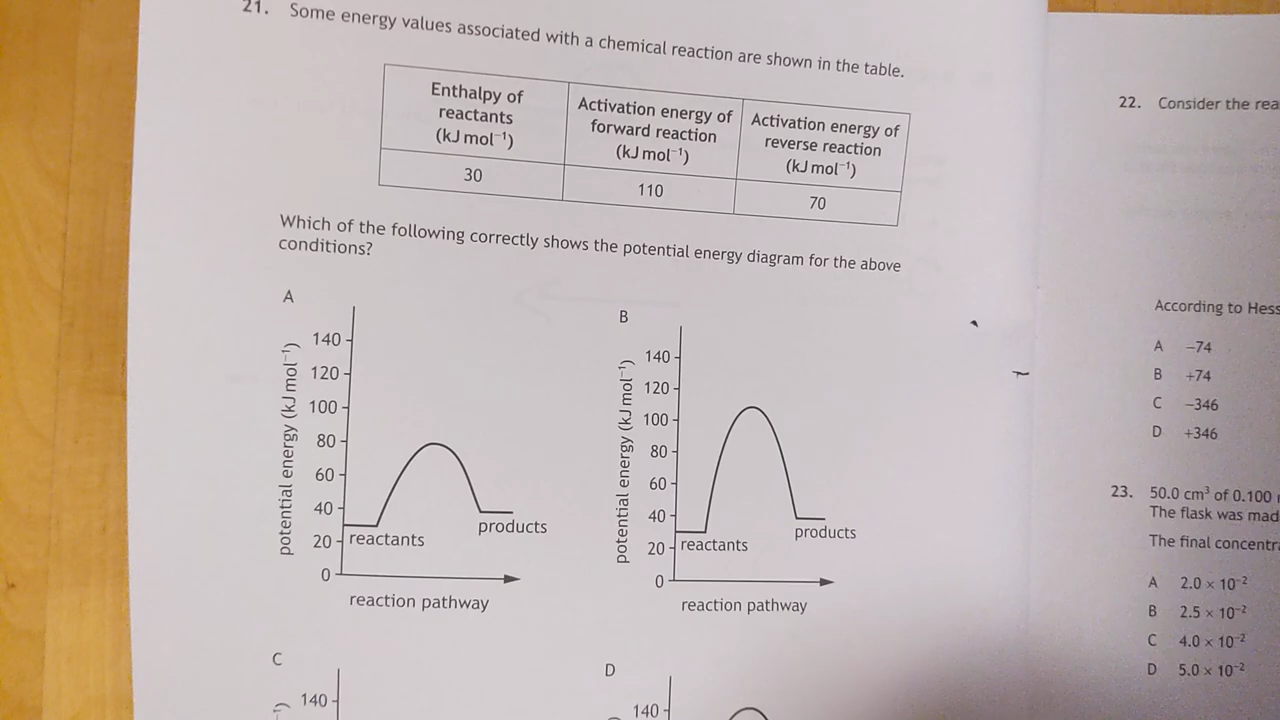 21. Some energy values associated with a chemical reaction are shown in the table.
Enthalpy of
reactants
(kJ mol⁻¹)
Activation energy of
forward reaction
(kJ mol⁻¹)
Activation energy of
reverse reaction
(kJ mol⁻¹)
30
110
70
Which of the following correctly shows the potential energy diagram for the above
conditions?
A
potential energy (kJ mol⁻¹)
140
120
100
80
60
40
20
0
reactants
products
reaction pathway
B
potential energy (kJ mol⁻¹)
140
120
100
80
60
40
20
0
reactants
products
reaction pathway
C
140
D
140
22. Consider the rea
According to Hess
A −74
B +74
C −346
D +346
23. 50.0 cm³ of 0.100
The flask was mad
The final concentr
A 2.0 × 10⁻²
B 2.5 × 10⁻²
C 4.0 × 10⁻²
D 5.0 × 10⁻²